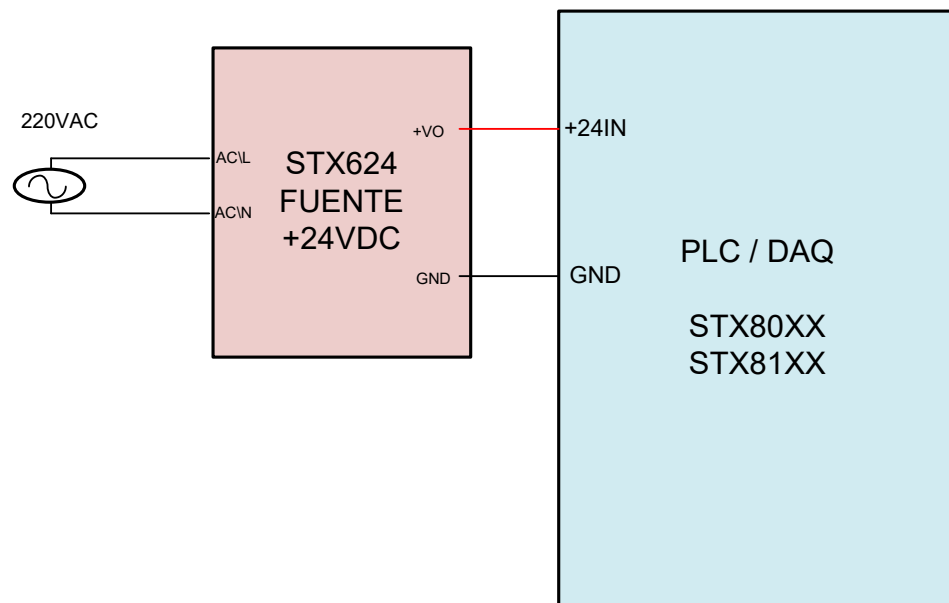 220VAC
AC\L
AC\N
STX624
FUENTE
+24VDC
+VO
GND
+24IN
GND
PLC / DAQ
STX80XX
STX81XX